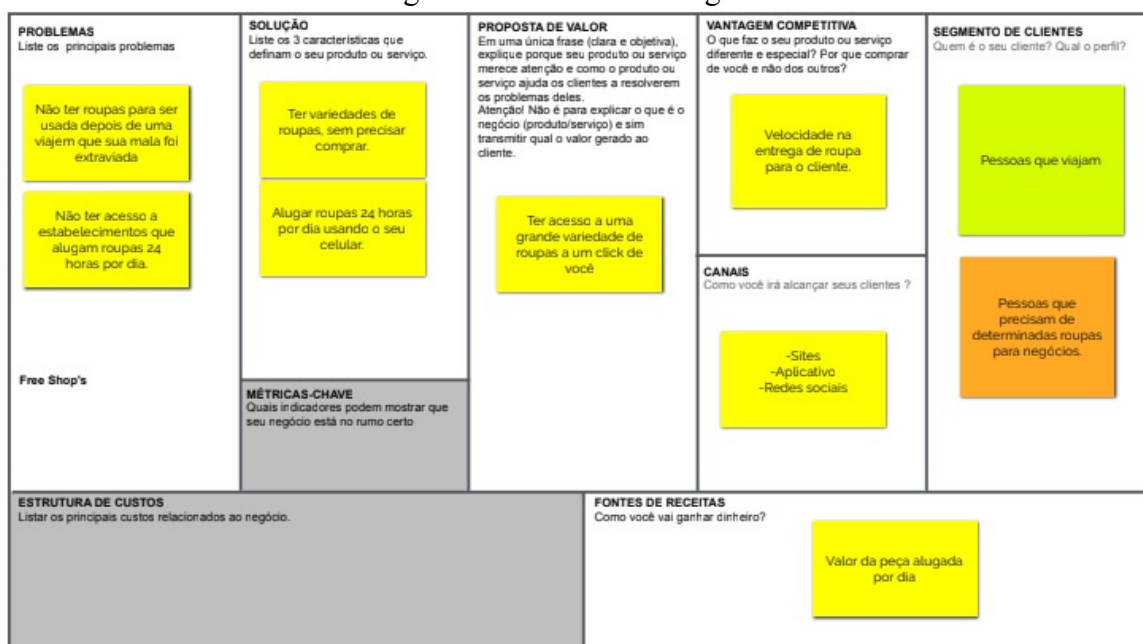 PROBLEMAS
Liste os principais problemas
Não ter roupas para ser
usada depois de uma
viajem que sua mala foi
extraviada
Não ter acesso a
estabelecimentos que
alugam roupas 24
horas por dia.
Free Shop's
SOLUÇÃO
Liste os 3 características que
definam o seu produto ou serviço.
Ter variedades de
roupas, sem precisar
comprar.
Alugar roupas 24 horas
por dia usando o seu
celular.
MÉTRICAS-CHAVE
Quais indicadores podem mostrar que
seu negócio está no rumo certo
PROPOSTA DE VALOR
Em uma única frase (clara e objetiva),
explique porque seu produto ou serviço
merece atenção e como o produto ou
serviço ajuda os clientes a resolverem
os problemas deles.
Atenção! Não é para explicar o que é o
negócio (produto/serviço) e sim
transmitir qual o valor gerado ao
cliente.
Ter acesso a uma
grande variedade de
roupas a um click de
você
VANTAGEM COMPETITIVA
O que faz o seu produto ou serviço
diferente e especial? Por que comprar
de você e não dos outros?
Velocidade na
entrega de roupa
para o cliente.
CANAIS
Como você irá alcançar seus clientes ?
-Sites
-Aplicativo
-Redes sociais
SEGMENTO DE CLIENTES
Quem é o seu cliente? Qual o perfil?
Pessoas que viajam
Pessoas que
precisam de
determinadas roupas
para negócios.
ESTRUTURA DE CUSTOS
Listar os principais custos relacionados ao negócio.
FONTES DE RECEITAS
Como você vai ganhar dinheiro?
Valor da peça alugada
por dia